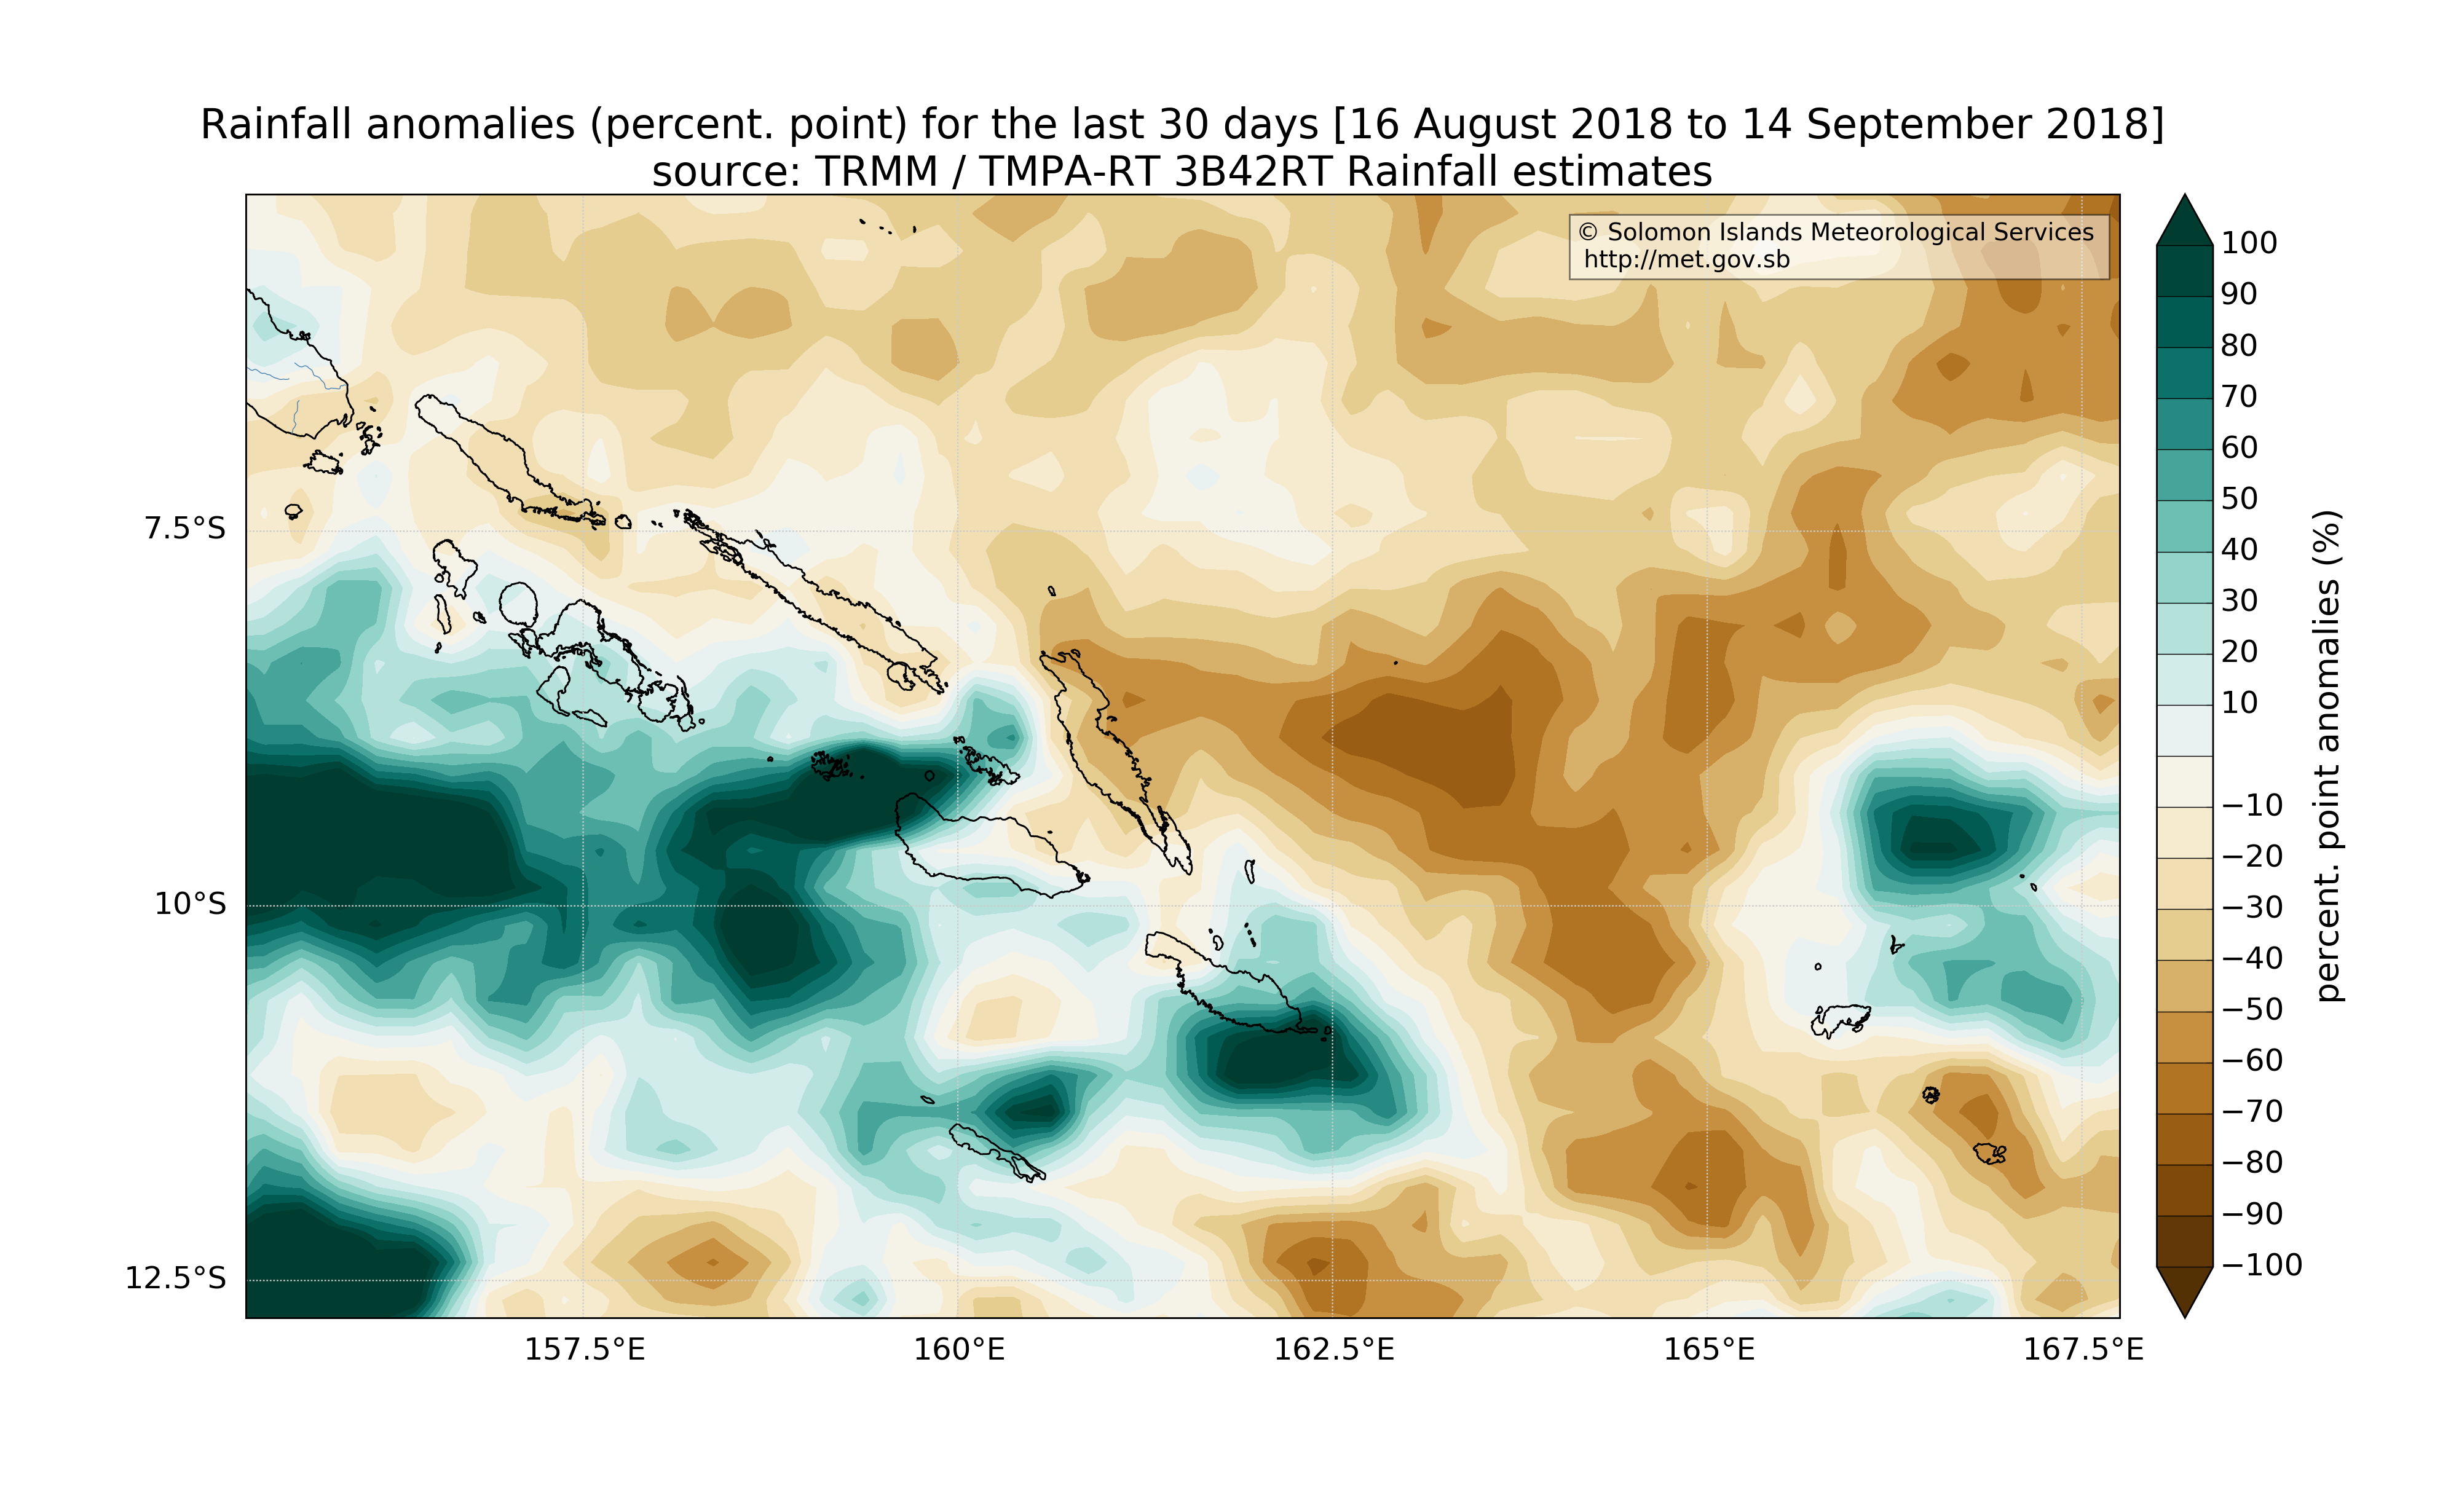 Rainfall anomalies (percent. point) for the last 30 days [16 August 2018 to 14 September 2018]
source: TRMM / TMPA-RT 3B42RT Rainfall estimates
© Solomon Islands Meteorological Services
http://met.gov.sb
7.5°S
10°S
12.5°S
157.5°E
160°E
162.5°E
165°E
167.5°E
100
90
80
70
60
50
40
30
20
10
−10
−20
−30
−40
−50
−60
−70
−80
−90
−100
percent. point anomalies (%)